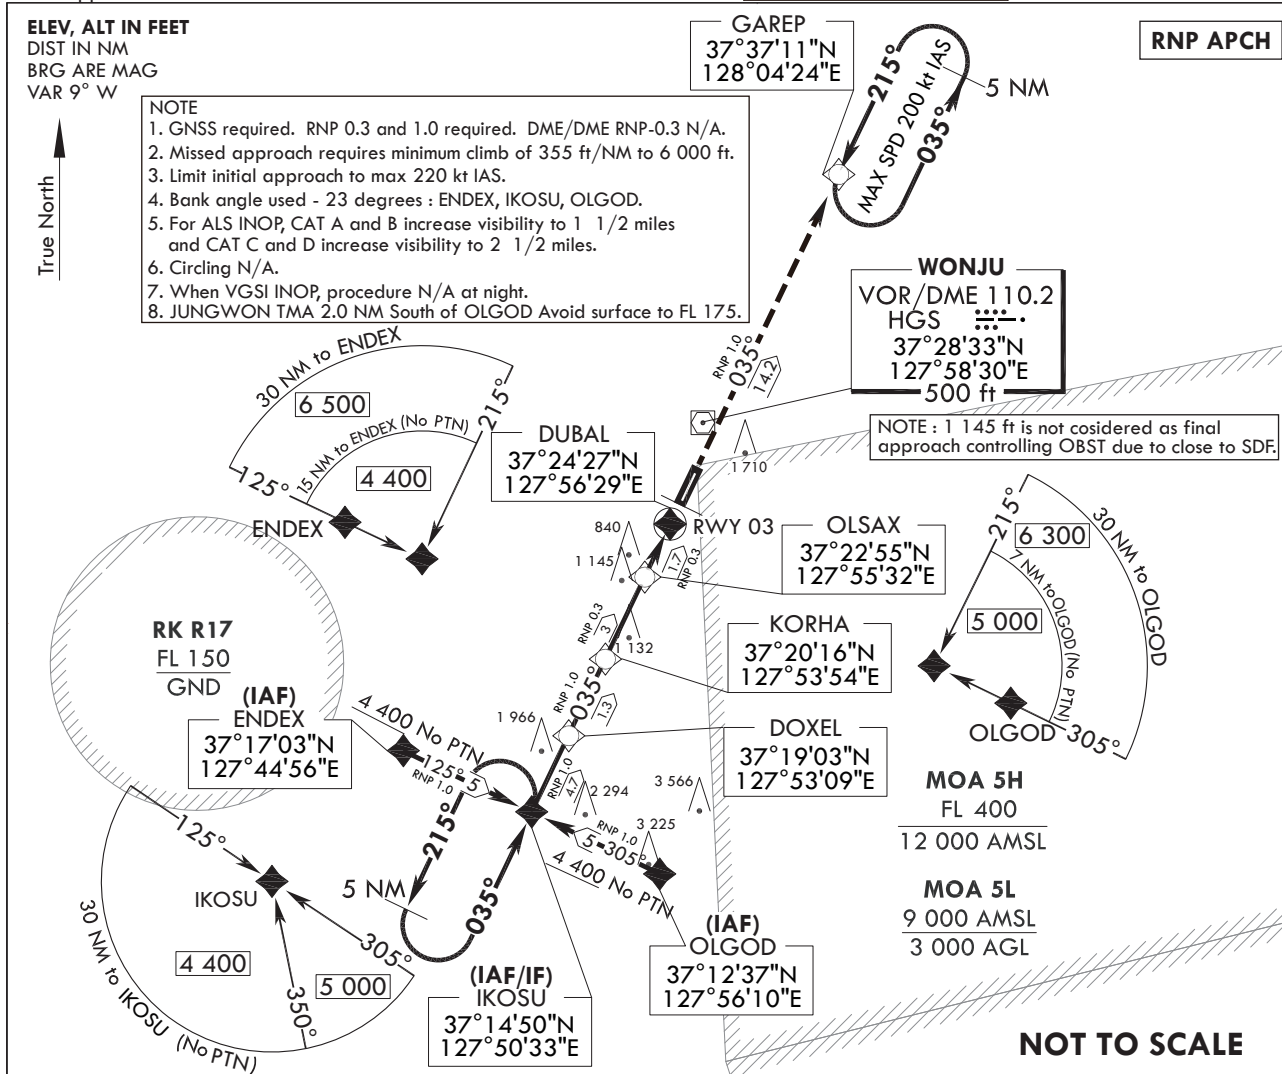 ELEV, ALT IN FEET
DIST IN NM
BRG ARE MAG
VAR 9° W
True North
NOTE
1. GNSS required. RNP 0.3 and 1.0 required. DME/DME RNP-0.3 N/A.
2. Missed approach requires minimum climb of 355 ft/NM to 6 000 ft.
3. Limit initial approach to max 220 kt IAS.
4. Bank angle used - 23 degrees : ENDEX, IKOSU, OLGOD.
5. For ALS INOP, CAT A and B increase visibility to 1 1/2 miles
and CAT C and D increase visibility to 2 1/2 miles.
6. Circling N/A.
7. When VGSI INOP, procedure N/A at night.
8. JUNGWON TMA 2.0 NM South of OLGOD Avoid surface to FL 175.
GAREP
37°37'11"N
128°04'24"E
RNP APCH
215°
MAX SPD 200 kt IAS
035°
5 NM
WONJU
VOR/DME 110.2
HGS
37°28'33"N
127°58'30"E
500 ft
RNP 1.0
035°
14.2
NOTE : 1 145 ft is not cosidered as final
approach controlling OBST due to close to SDF.
30 NM to ENDEX
6 500
15 NM to ENDEX (No PTN)
4 400
215°
125°
ENDEX
DUBAL
37°24'27"N
127°56'29"E
1 710
RWY 03
840
1 145
1.7
RNP 0.3
OLSAX
37°22'55"N
127°55'32"E
215°
6 300
30 NM to OLGOD
7 NM to OLGOD (No PTN)
5 000
OLGOD
305°
RK R17
FL 150
GND
RNP 0.3
3
1 132
KORHA
37°20'16"N
127°53'54"E
(IAF)
ENDEX
37°17'03"N
127°44'56"E
4 400 No PTN
125°
5
RNP 1.0
1 966
RNP 1.0
035°
1.3
DOXEL
37°19'03"N
127°53'09"E
RNP 1.0
4.7
2 294
3 566
3 225
RNP 1.0
5
305°
4 400 No PTN
MOA 5H
FL 400
12 000 AMSL
MOA 5L
9 000 AMSL
3 000 AGL
215°
5 NM
035°
125°
IKOSU
305°
30 NM to IKOSU (No PTN)
4 400
5 000
350°
(IAF/IF)
IKOSU
37°14'50"N
127°50'33"E
(IAF)
OLGOD
37°12'37"N
127°56'10"E
NOT TO SCALE